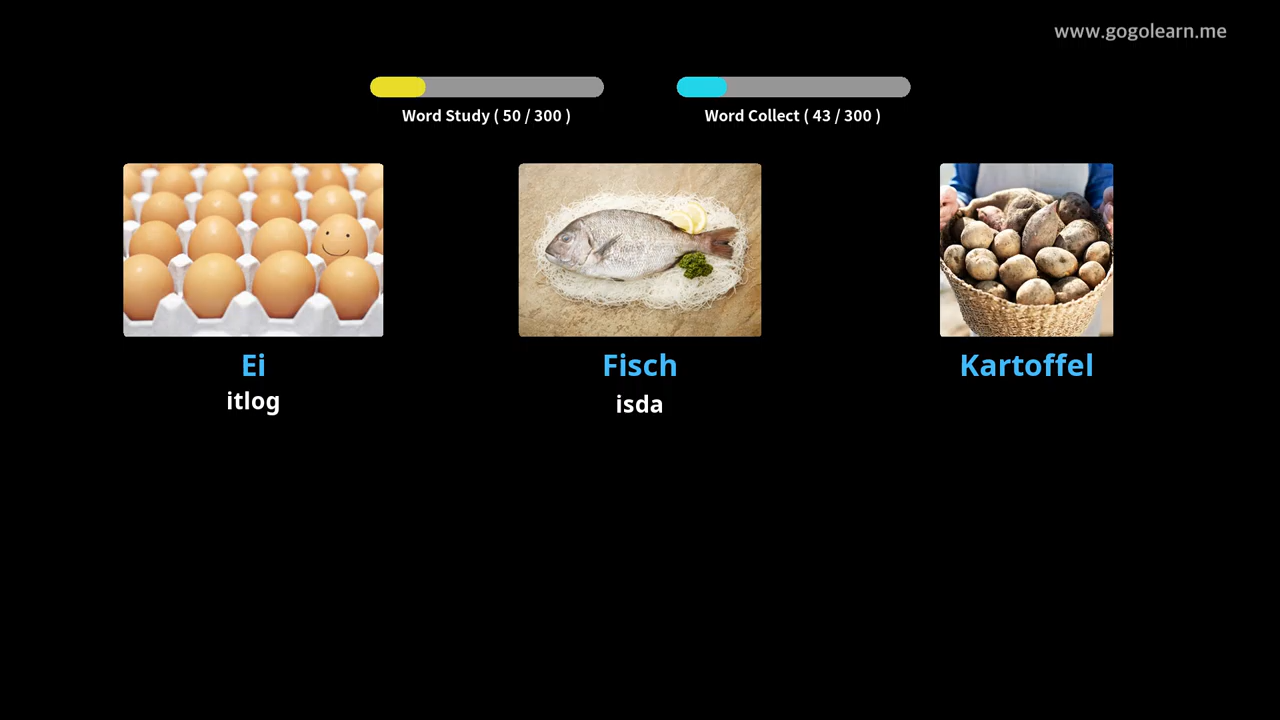 www.gogolearn.me
Word Study ( 50 / 300 )
Word Collect ( 43 / 300 )
Ei
itlog
Fisch
isda
Kartoffel